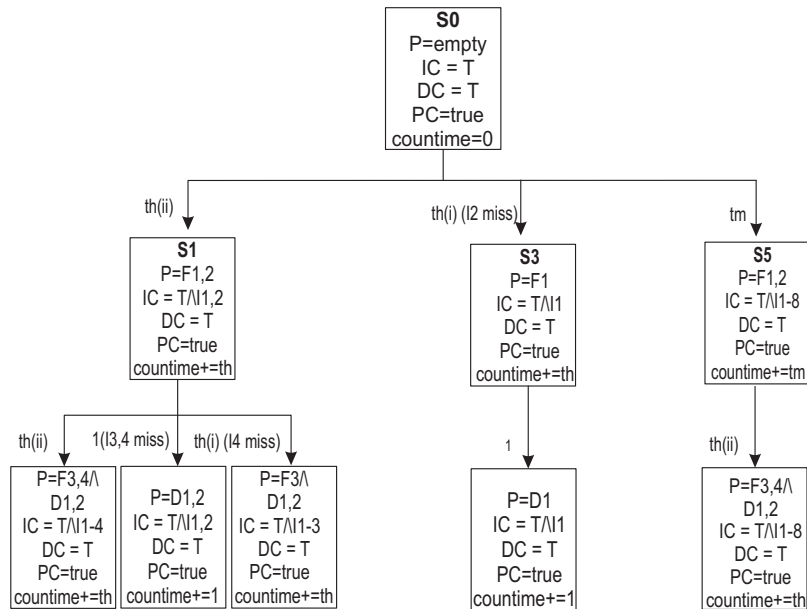 S0
P=empty
IC = T
DC = T
PC=true
countime=0
th(ii)
th(i) (I2 miss)
tm
S1
P=F1,2
IC = T/\I1,2
DC = T
PC=true
countime+=th
S3
P=F1
IC = T/\I1
DC = T
PC=true
countime+=th
S5
P=F1,2
IC = T/\I1-8
DC = T
PC=true
countime+=tm
th(ii)
1(I3,4 miss)
th(i) (I4 miss)
1
th(ii)
P=F3,4/\
D1,2
IC = T/\I1-4
DC = T
PC=true
countime+=th
P=D1,2
IC = T/\I1,2
DC = T
PC=true
countime+=1
P=F3/\
D1,2
IC = T/\I1-3
DC = T
PC=true
countime+=th
P=D1
IC = T/\I1
DC = T
PC=true
countime+=1
P=F3,4/\
D1,2
IC = T/\I1-8
DC = T
PC=true
countime+=th